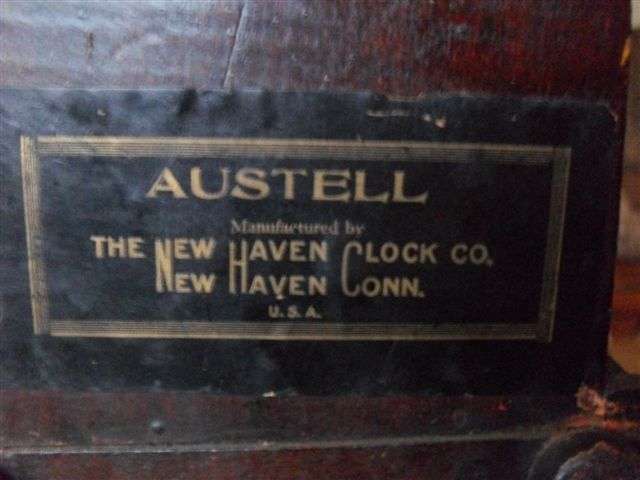 AUSTELL
Manufactured by
THE NEW HAVEN CLOCK CO,
NEW HAVEN CONN.
U.S.A.